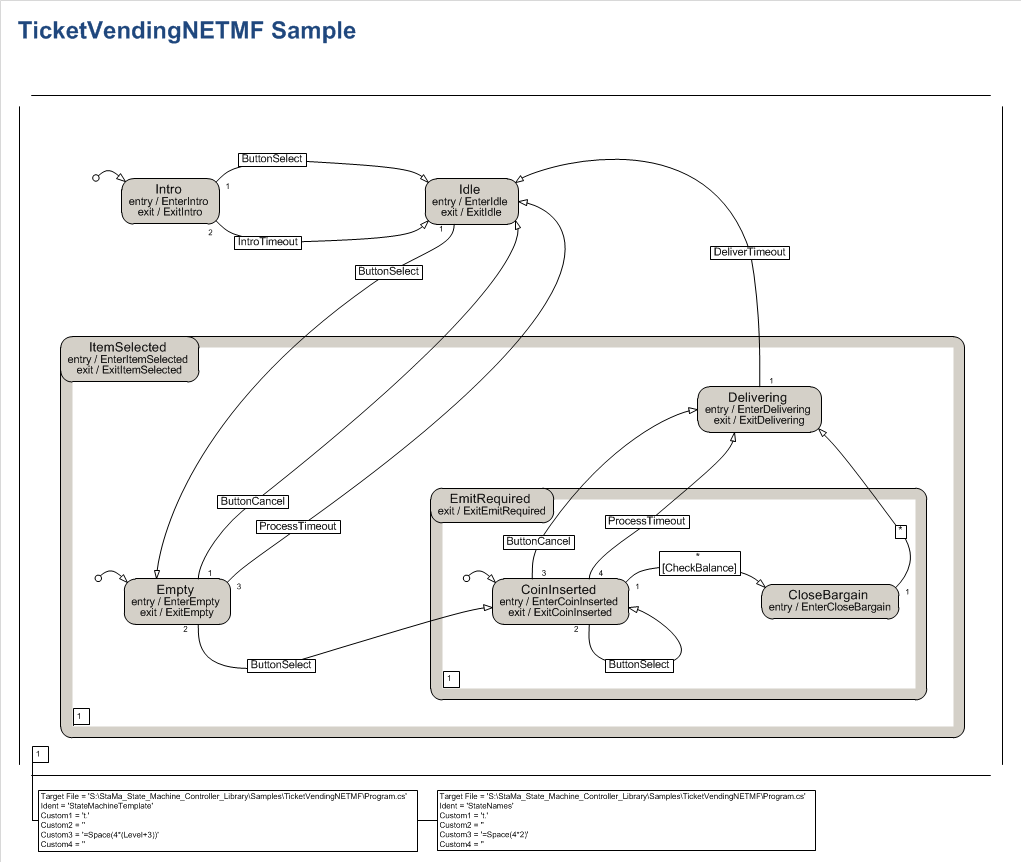 TicketVendingNETMF Sample
ButtonSelect
Intro
entry / EnterIntro
exit / ExitIntro
1
2
IntroTimeout
Idle
entry / EnterIdle
exit / ExitIdle
1
ButtonSelect
DeliverTimeout
ItemSelected
entry / EnterItemSelected
exit / ExitItemSelected
1
Delivering
entry / EnterDelivering
exit / ExitDelivering
ButtonCancel
ProcessTimeout
EmitRequired
exit / ExitEmitRequired
ProcessTimeout
*
ButtonCancel
*
[CheckBalance]
1
3
Empty
entry / EnterEmpty
exit / ExitEmpty
2
3
4
1
CoinInserted
entry / EnterCoinInserted
exit / ExitCoinInserted
2
CloseBargain
entry / EnterCloseBargain
1
ButtonSelect
ButtonSelect
1
1
1
Target File = 'S:\StaMa_State_Machine_Controller_Library\Samples\TicketVendingNETMF\Program.cs'
Ident = 'StateMachineTemplate'
Custom1 = 't.'
Custom2 = ''
Custom3 = '=Space(4*(Level+3))'
Custom4 = ''
Target File = 'S:\StaMa_State_Machine_Controller_Library\Samples\TicketVendingNETMF\Program.cs'
Ident = 'StateNames'
Custom1 = 't.'
Custom2 = ''
Custom3 = '=Space(4*2)'
Custom4 = ''